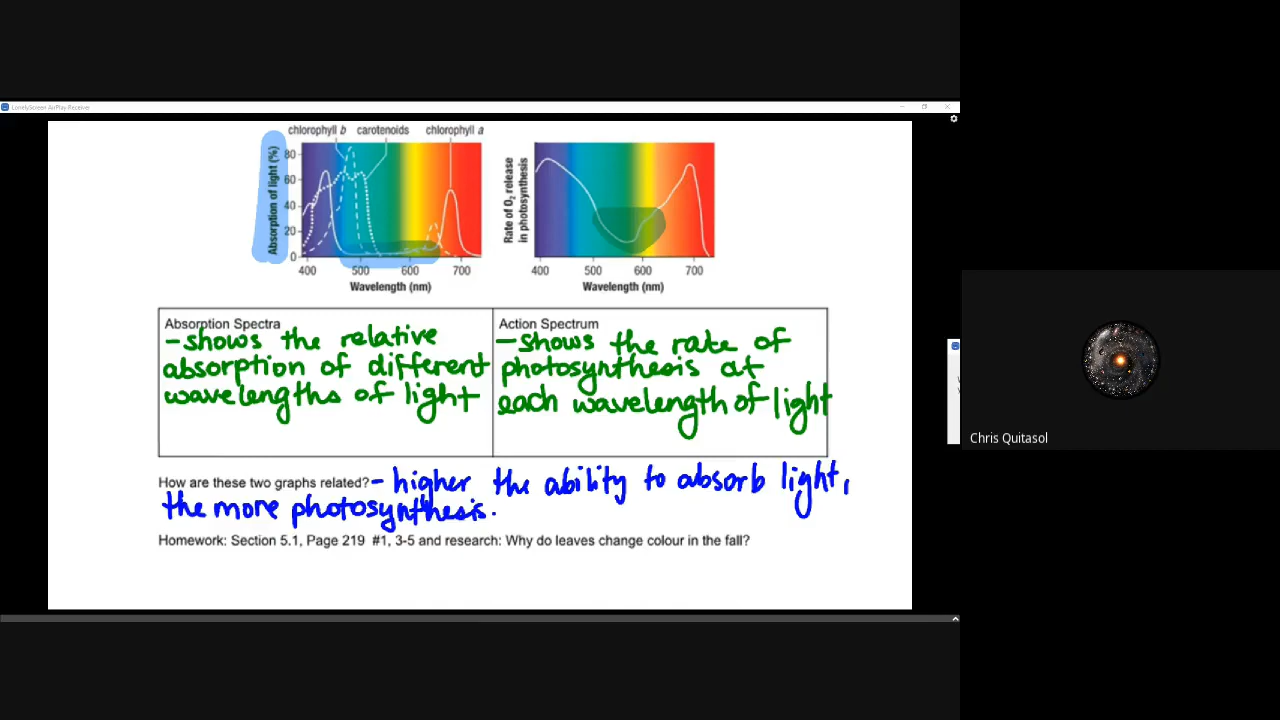 LonelyScreen AirPlay Receiver
chlorophyll b carotenoids chlorophyll a
Absorption of light (%)
80
60
40
20
0
400 500 600 700
Wavelength (nm)
Rate of O2 release
in photosynthesis
400 500 600 700
Wavelength (nm)
Absorption Spectra
-shows the relative
absorption of different
wavelengths of light
Action Spectrum
-shows the rate of
photosynthesis at
each wavelength of light
How are these two graphs related? - higher the ability to absorb light,
the more photosynthesis.
Homework: Section 5.1, Page 219 #1, 3-5 and research: Why do leaves change colour in the fall?
Chris Quitasol